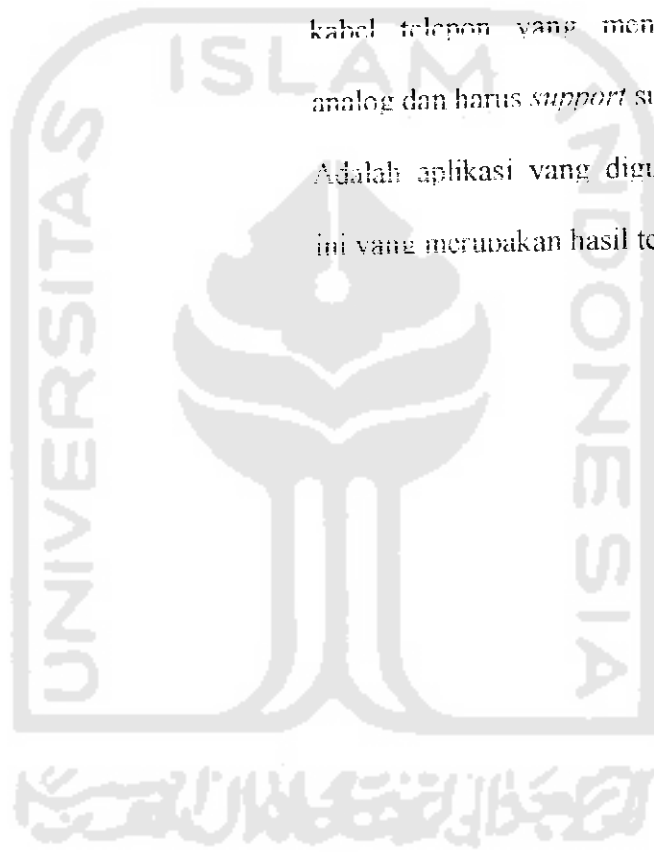 kabel telepon yang men
analog dan harus support su
Adalah aplikasi yang digu
ini yang merupakan hasil te
ISLAM
UNIVERSITAS
INDONESIA